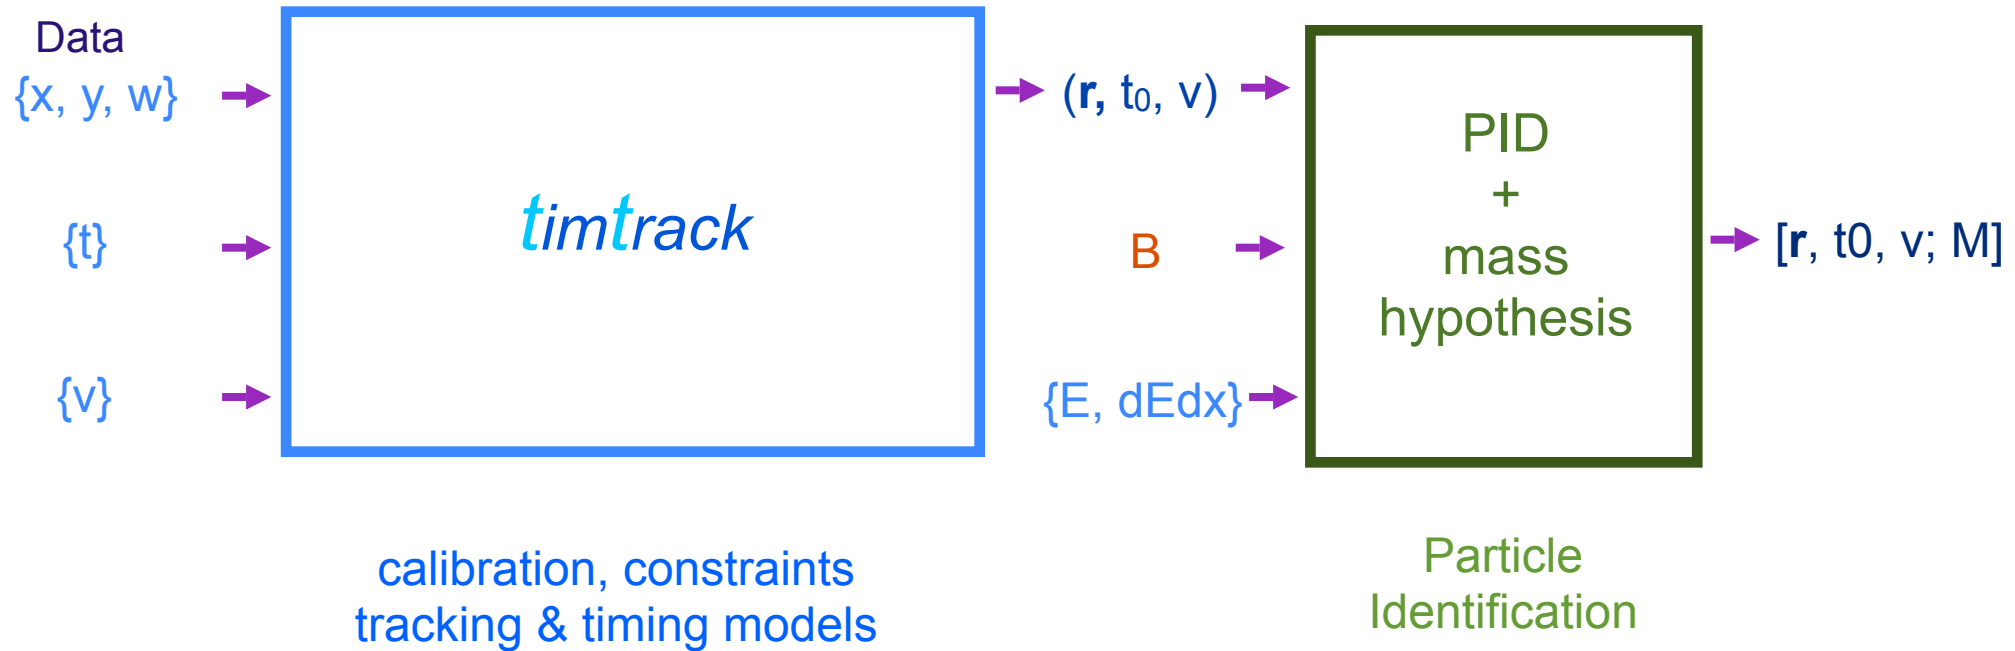 Data
{x, y, w}
{t}
{v}
timtrack
calibration, constraints
tracking & timing models
(r, t₀, v)
B
{E, dEdx}
PID
+
mass
hypothesis
Particle
Identification
[r, t0, v; M]